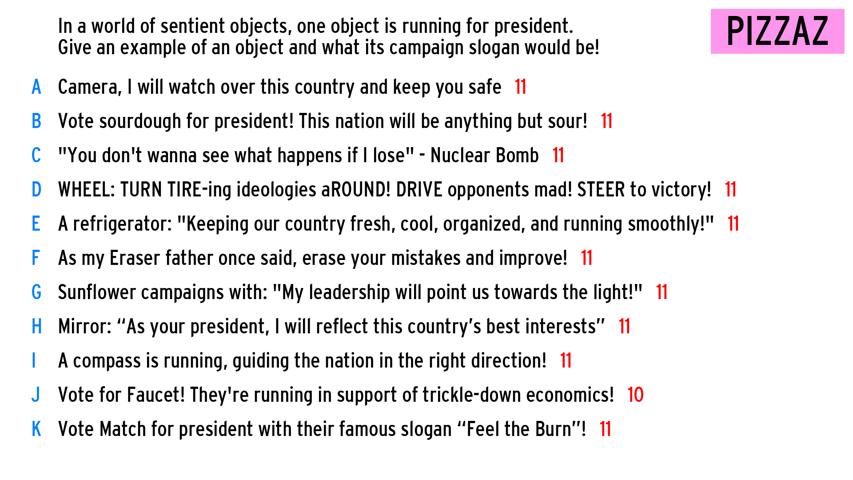 In a world of sentient objects, one object is running for president.
Give an example of an object and what its campaign slogan would be!
PIZZAZ
A Camera, I will watch over this country and keep you safe 11
B Vote sourdough for president! This nation will be anything but sour! 11
C "You don't wanna see what happens if I lose" - Nuclear Bomb 11
D WHEEL: TURN TIRE-ing ideologies aROUND! DRIVE opponents mad! STEER to victory! 11
E A refrigerator: "Keeping our country fresh, cool, organized, and running smoothly!" 11
F As my Eraser father once said, erase your mistakes and improve! 11
G Sunflower campaigns with: "My leadership will point us towards the light!" 11
H Mirror: “As your president, I will reflect this country’s best interests” 11
I A compass is running, guiding the nation in the right direction! 11
J Vote for Faucet! They're running in support of trickle-down economics! 10
K Vote Match for president with their famous slogan “Feel the Burn”! 11